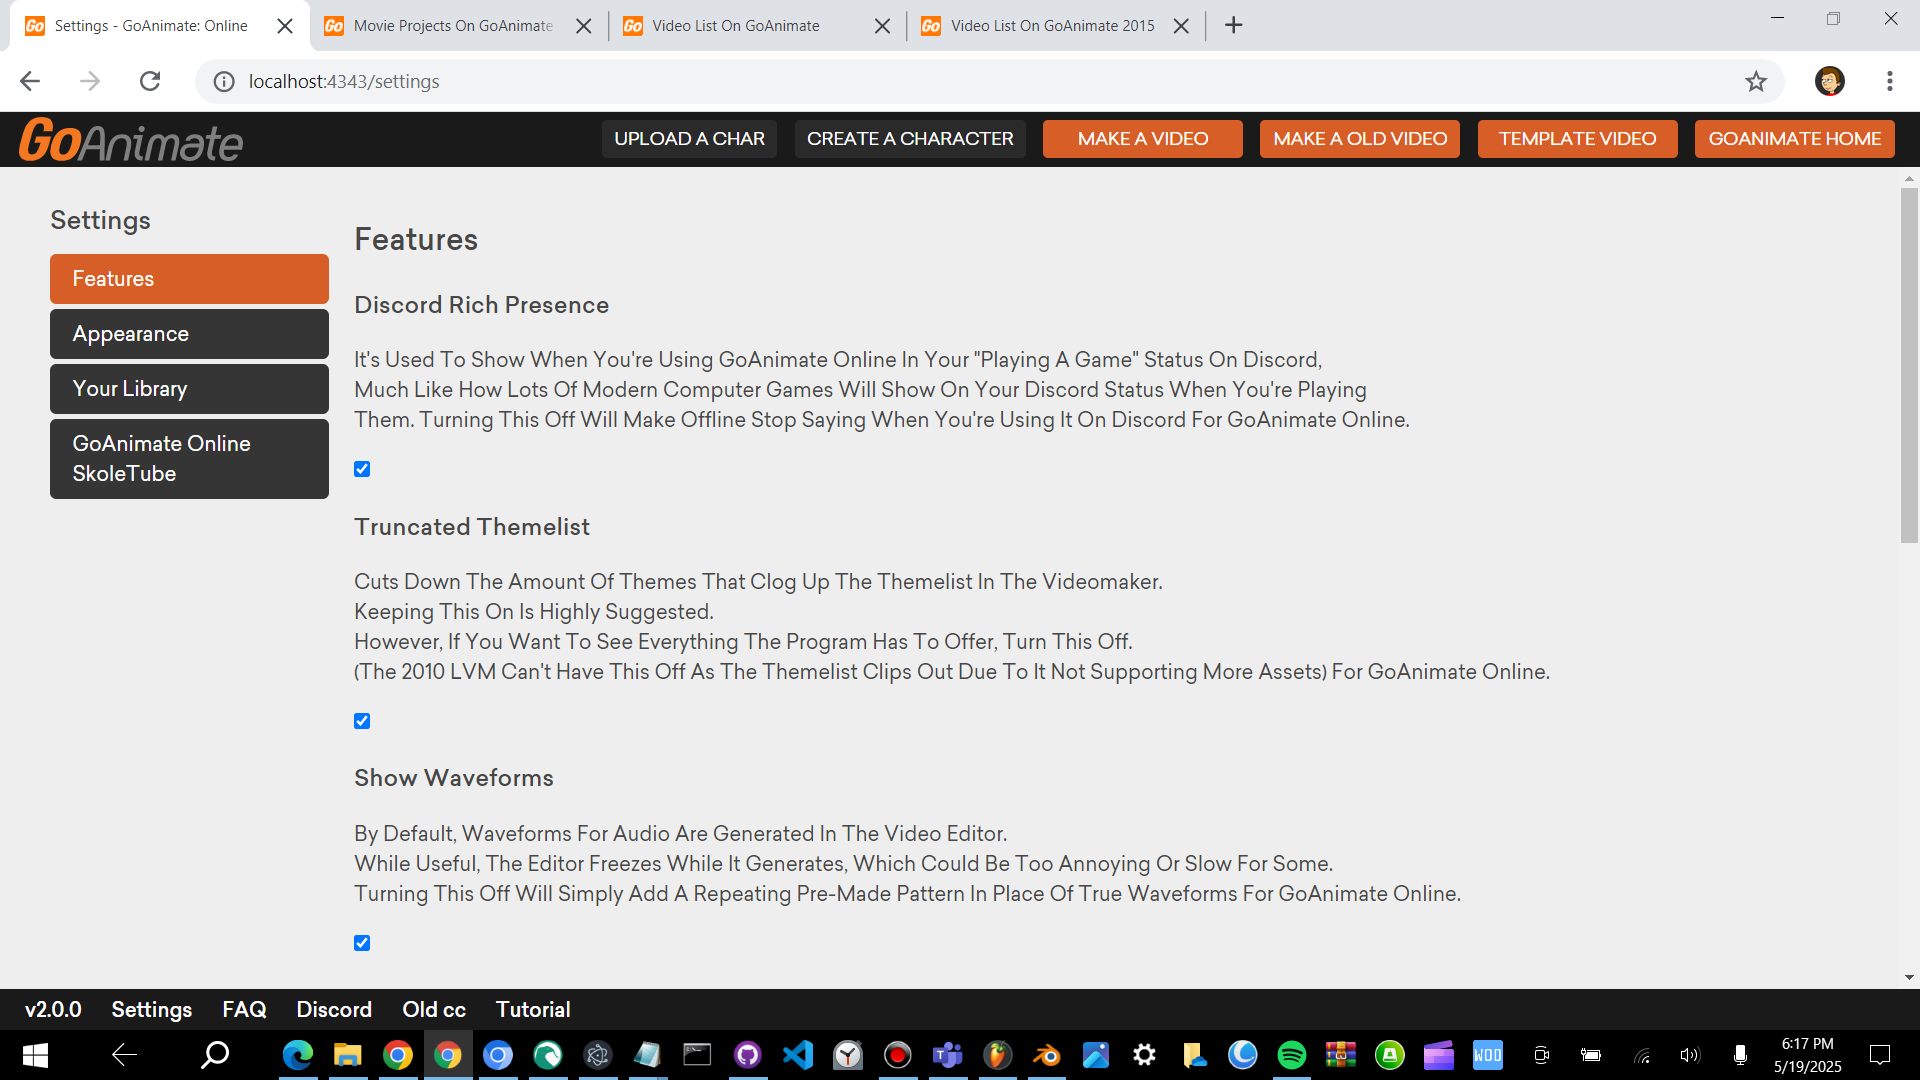 Settings - GoAnimate: Online
Movie Projects On GoAnimate
Video List On GoAnimate
Video List On GoAnimate 2015
localhost:4343/settings
GoAnimate
UPLOAD A CHAR
CREATE A CHARACTER
MAKE A VIDEO
MAKE A OLD VIDEO
TEMPLATE VIDEO
GOANIMATE HOME
Settings
Features
Appearance
Your Library
GoAnimate Online
SkoleTube
Features
Discord Rich Presence
It's Used To Show When You're Using GoAnimate Online In Your "Playing A Game" Status On Discord,
Much Like How Lots Of Modern Computer Games Will Show On Your Discord Status When You're Playing
Them. Turning This Off Will Make Offline Stop Saying When You're Using It On Discord For GoAnimate Online.
Truncated Themelist
Cuts Down The Amount Of Themes That Clog Up The Themelist In The Videomaker.
Keeping This On Is Highly Suggested.
However, If You Want To See Everything The Program Has To Offer, Turn This Off.
(The 2010 LVM Can't Have This Off As The Themelist Clips Out Due To It Not Supporting More Assets) For GoAnimate Online.
Show Waveforms
By Default, Waveforms For Audio Are Generated In The Video Editor.
While Useful, The Editor Freezes While It Generates, Which Could Be Too Annoying Or Slow For Some.
Turning This Off Will Simply Add A Repeating Pre-Made Pattern In Place Of True Waveforms For GoAnimate Online.
v2.0.0
Settings
FAQ
Discord
Old cc
Tutorial
WOO
6:17 PM
5/19/2025